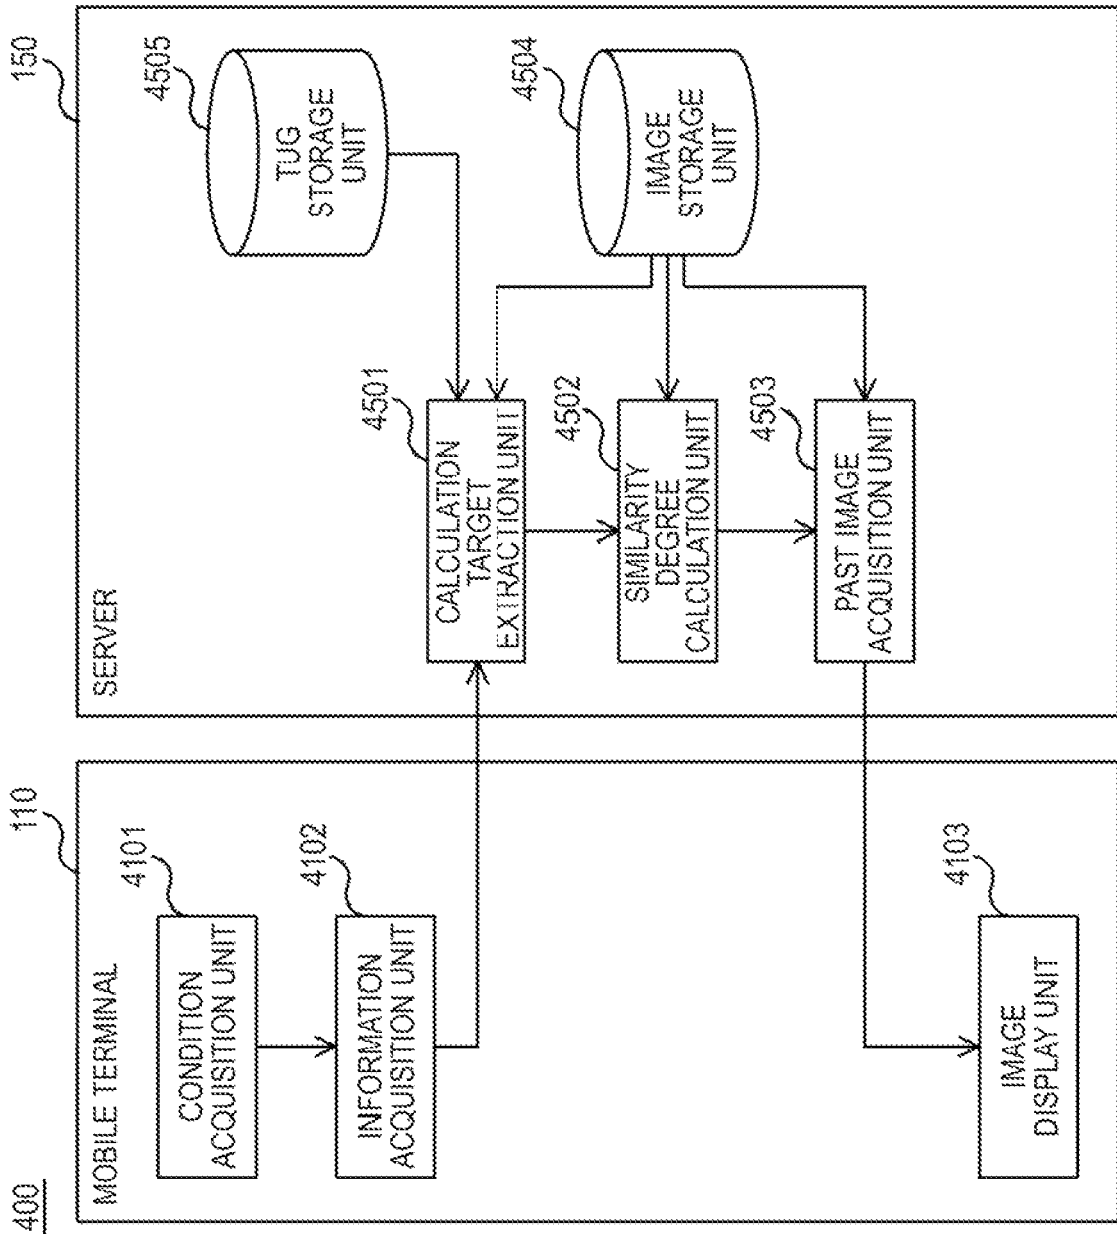 400
110
MOBILE TERMINAL
4101
CONDITION
ACQUISITION UNIT
4102
INFORMATION
ACQUISITION UNIT
4103
IMAGE
DISPLAY UNIT
150
SERVER
4501
CALCULATION
TARGET
EXTRACTION UNIT
4502
SIMILARITY
DEGREE
CALCULATION UNIT
4503
PAST IMAGE
ACQUISITION UNIT
4505
TUG
STORAGE
UNIT
4504
IMAGE
STORAGE
UNIT